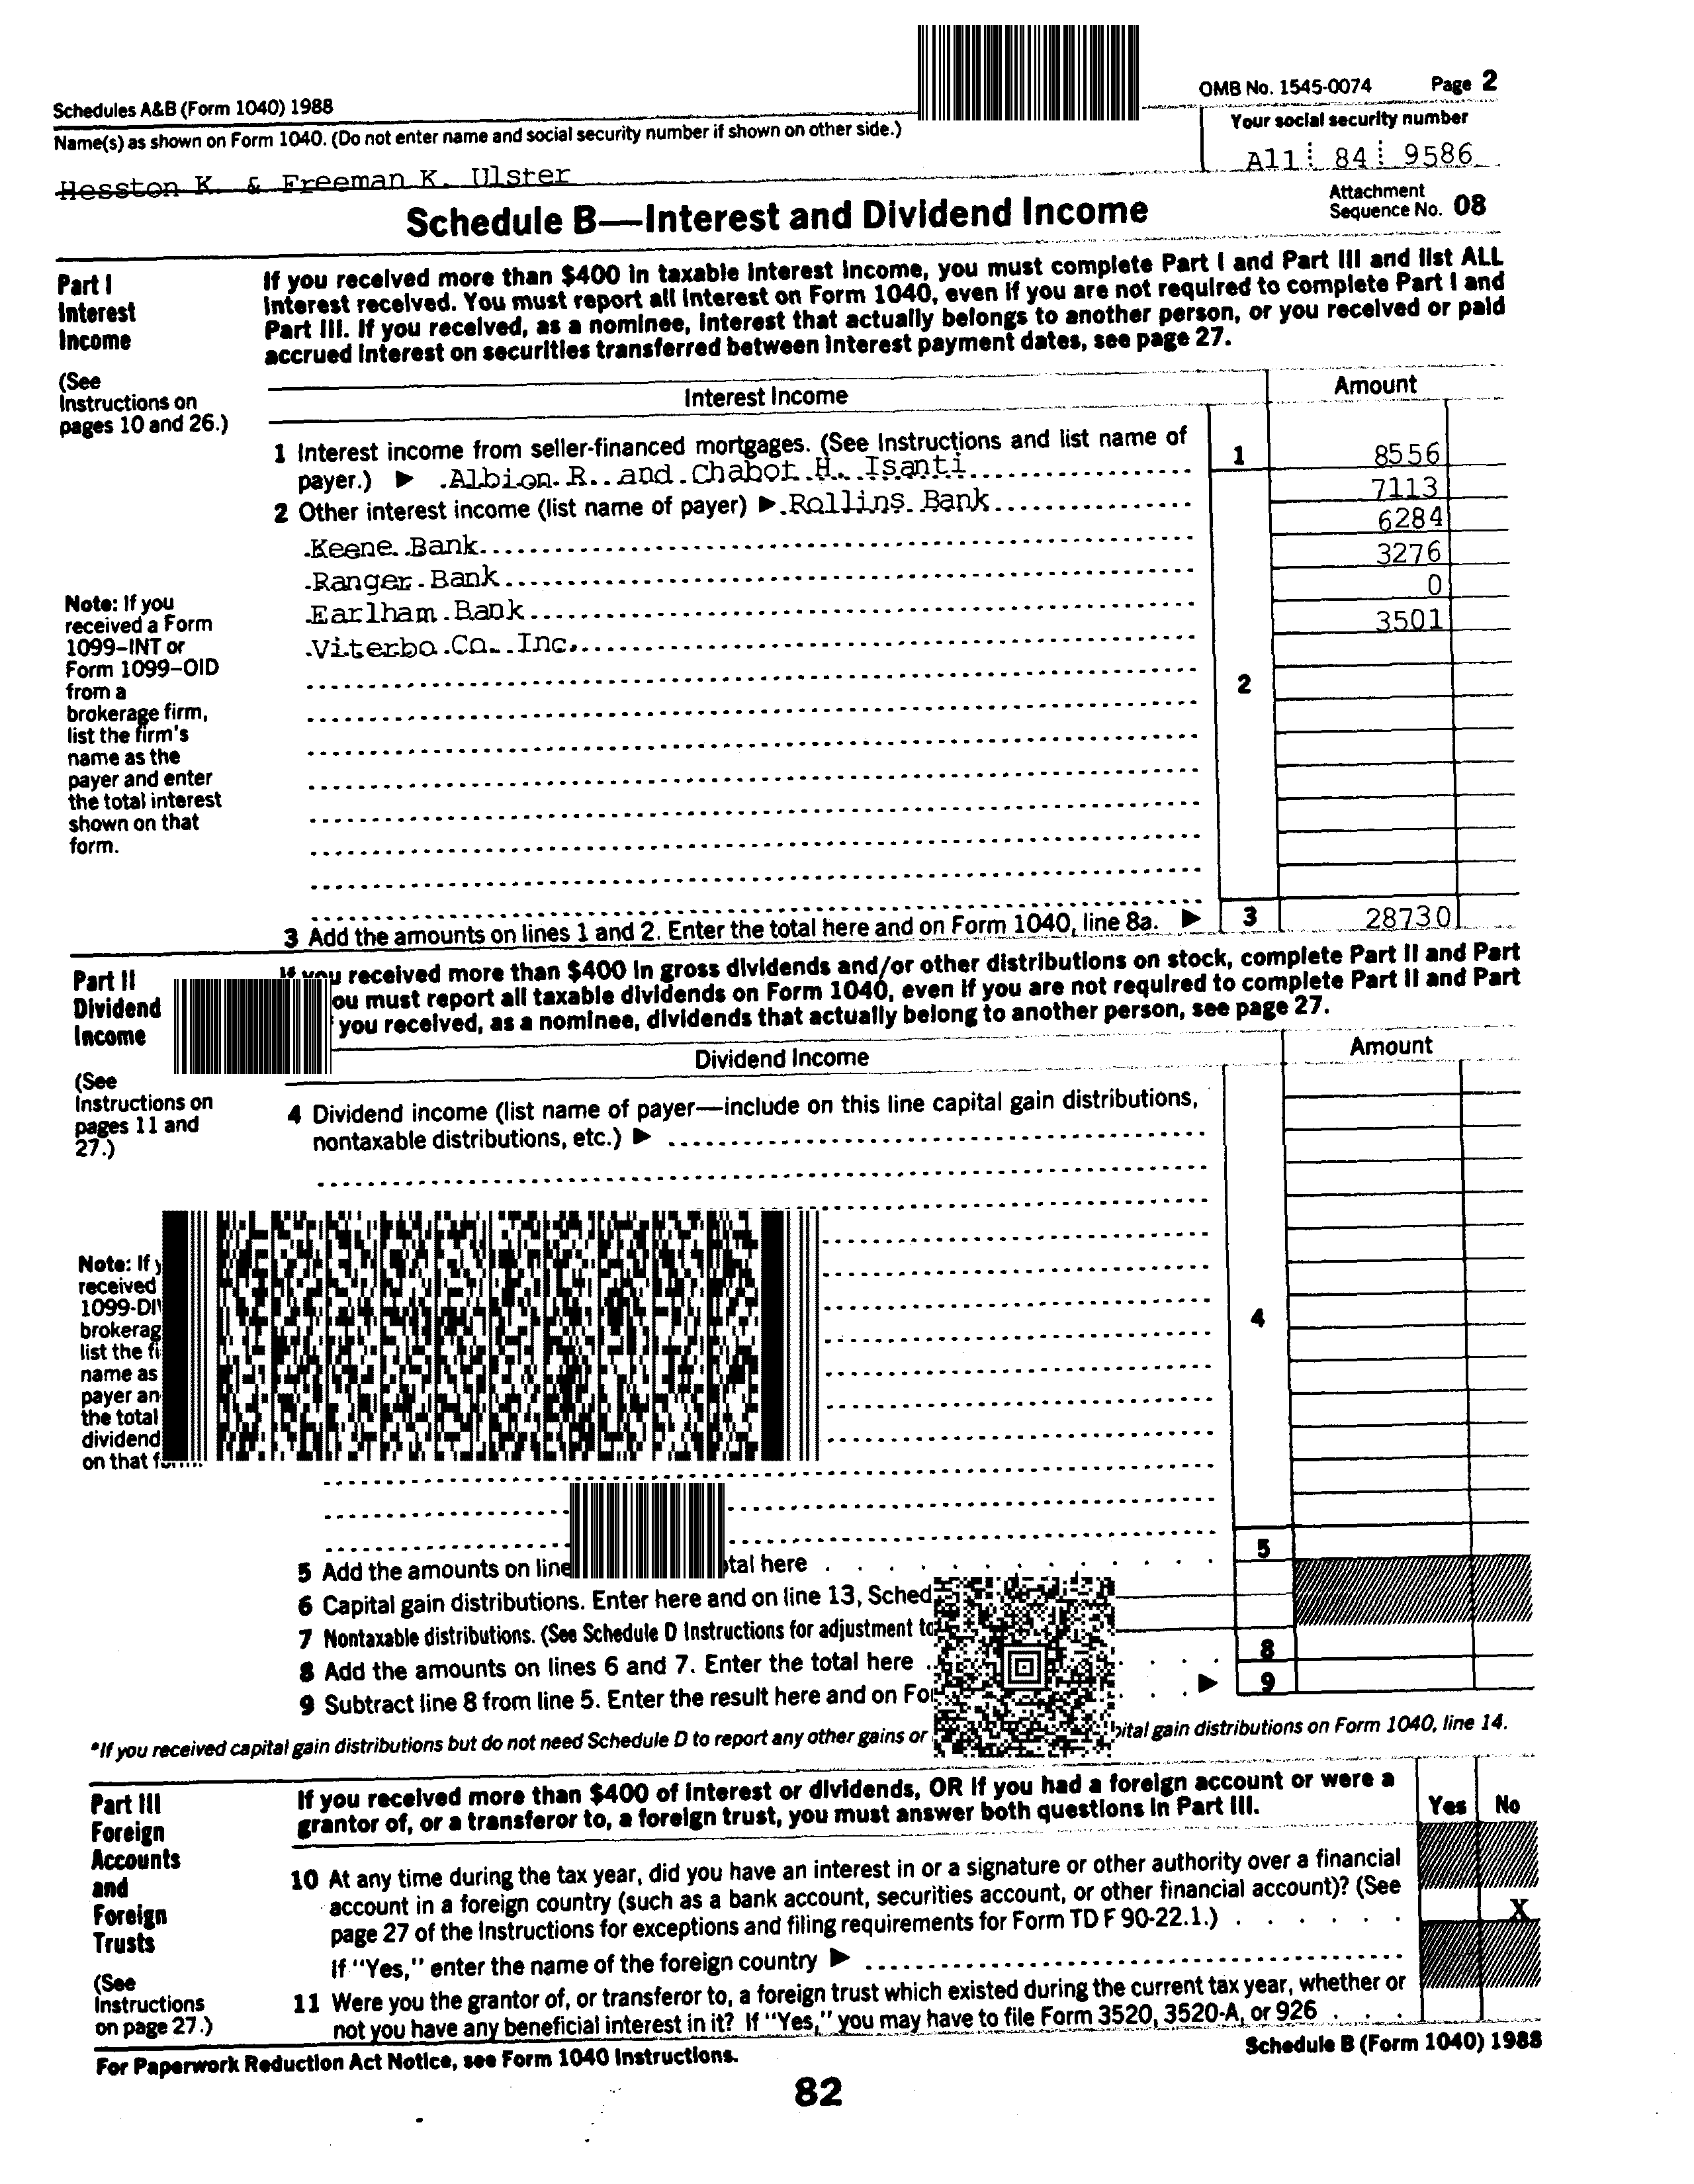 Schedules A&B (Form 1040) 1988
OMB No. 1545-0074 Page 2
Name(s) as shown on Form 1040. (Do not enter name and social security number if shown on other side.)
Your social security number
Hesston K. & Freeman K. Ulster
A11 84 9586
Schedule B—Interest and Dividend Income
Attachment
Sequence No. 08
Part I
Interest
Income
(See
Instructions on
pages 10 and 26.)
If you received more than $400 in taxable interest income, you must complete Part I and Part III and list ALL
interest received. You must report all interest on Form 1040, even if you are not required to complete Part I and
Part III. If you received, as a nominee, interest that actually belongs to another person, or you received or paid
accrued interest on securities transferred between interest payment dates, see page 27.
Interest Income Amount
1 Interest income from seller-financed mortgages. (See Instructions and list name of
payer.) ▶ Albion R. and Chabot H. Isanti 1 8556
2 Other interest income (list name of payer) ▶ Rollins Bank 7113
Keene Bank 6284
Ranger Bank 3276
Earlham Bank 0
Viterbo Co. Inc. 3501
2
Note: If you
received a Form
1099–INT or
Form 1099–OID
from a
brokerage firm,
list the firm's
name as the
payer and enter
the total interest
shown on that
form.
3 Add the amounts on lines 1 and 2. Enter the total here and on Form 1040, line 8a. ▶ 3 28730
Part II
Dividend
Income
(See
Instructions on
pages 11 and
27.)
If you received more than $400 in gross dividends and/or other distributions on stock, complete Part II and Part
ou must report all taxable dividends on Form 1040, even if you are not required to complete Part II and Part
you received, as a nominee, dividends that actually belong to another person, see page 27.
Dividend Income Amount
4 Dividend income (list name of payer—include on this line capital gain distributions,
nontaxable distributions, etc.) ▶
4
Note: If y
received
1099-DI
brokerag
list the fi
name as
payer an
the total
dividend
on that
5 Add the amounts on line tal here 5
6 Capital gain distributions. Enter here and on line 13, Sched
7 Nontaxable distributions. (See Schedule D Instructions for adjustment to
8 Add the amounts on lines 6 and 7. Enter the total here 8
9 Subtract line 8 from line 5. Enter the result here and on Fo ▶ 9
*If you received capital gain distributions but do not need Schedule D to report any other gains or pital gain distributions on Form 1040, line 14.
Part III
Foreign
Accounts
and
Foreign
Trusts
(See
Instructions
on page 27.)
If you received more than $400 of interest or dividends, OR if you had a foreign account or were a
grantor of, or a transferor to, a foreign trust, you must answer both questions in Part III.
Yes No
10 At any time during the tax year, did you have an interest in or a signature or other authority over a financial
account in a foreign country (such as a bank account, securities account, or other financial account)? (See
page 27 of the Instructions for exceptions and filing requirements for Form TD F 90-22.1.) X
If "Yes," enter the name of the foreign country ▶
11 Were you the grantor of, or transferor to, a foreign trust which existed during the current tax year, whether or
not you have any beneficial interest in it? If "Yes," you may have to file Form 3520, 3520-A, or 926
For Paperwork Reduction Act Notice, see Form 1040 Instructions.
Schedule B (Form 1040) 1988
82